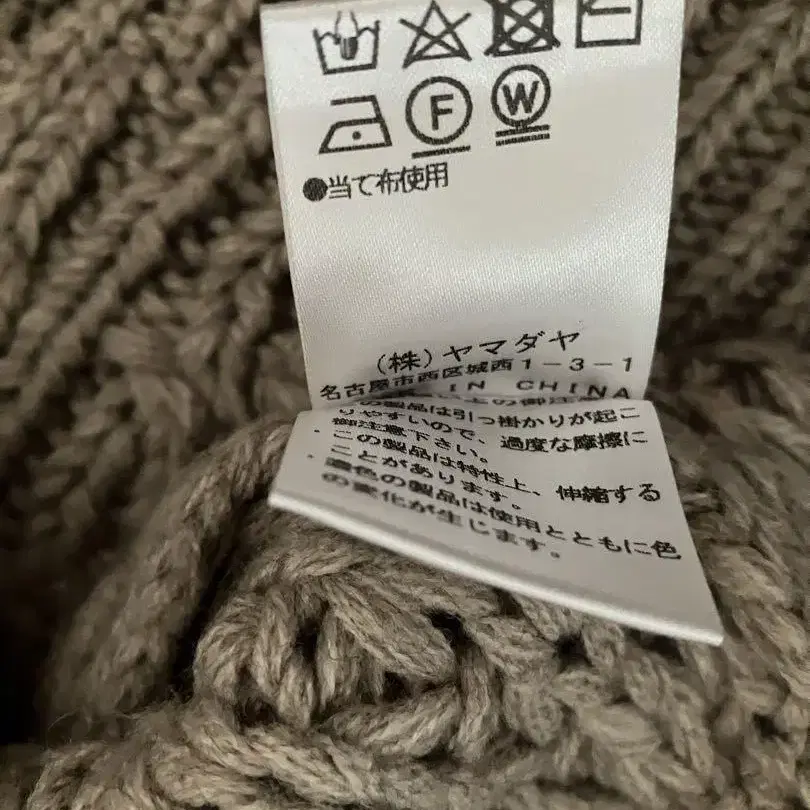 F W
●当て布使用
(株)ヤマダヤ
名古屋市西区城西1-3-1
IN CHINA
の製品は引っ掛かりが起こ
りやすいので、過度な摩擦に
御注意下さい。
・この製品は特性上、伸縮する
ことがあります。
・濃色の製品は使用とともに色
の変化が生じます。